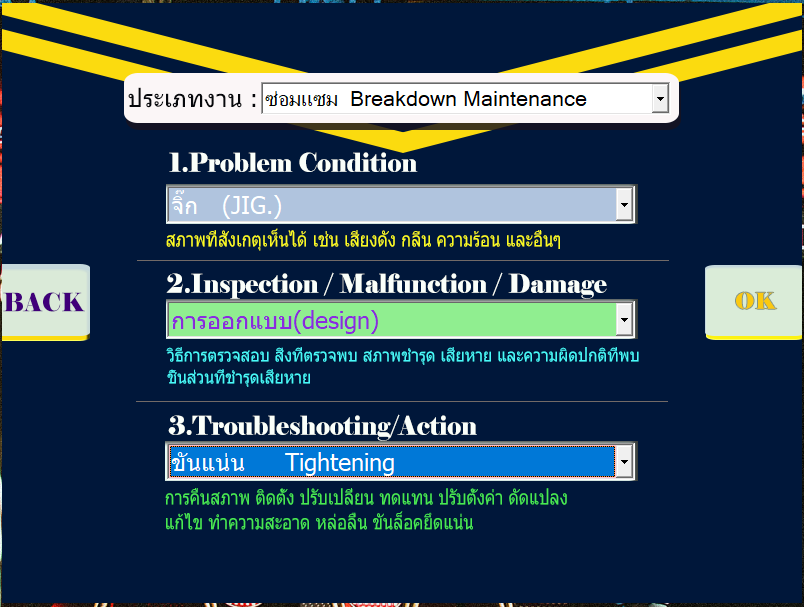 ประเภทงาน : ซ่อมแซม Breakdown Maintenance
1.Problem Condition
จิ๊ก (JIG.)
สภาพที่สังเกตุเห็นได้ เช่น เสียงดัง กลิ่น ความร้อน และอื่นๆ
2.Inspection / Malfunction / Damage
BACK
OK
การออกแบบ(design)
วิธีการตรวจสอบ สิ่งที่ตรวจพบ สภาพชำรุด เสียหาย และความผิดปกติที่พบ
ชิ้นส่วนที่ชำรุดเสียหาย
3.Troubleshooting/Action
ขันแน่น Tightening
การคืนสภาพ ติดตั้ง ปรับเปลี่ยน ทดแทน ปรับตั้งค่า ดัดแปลง
แก้ไข ทำความสะอาด หล่อลื่น ขันล็อคยึดแน่น